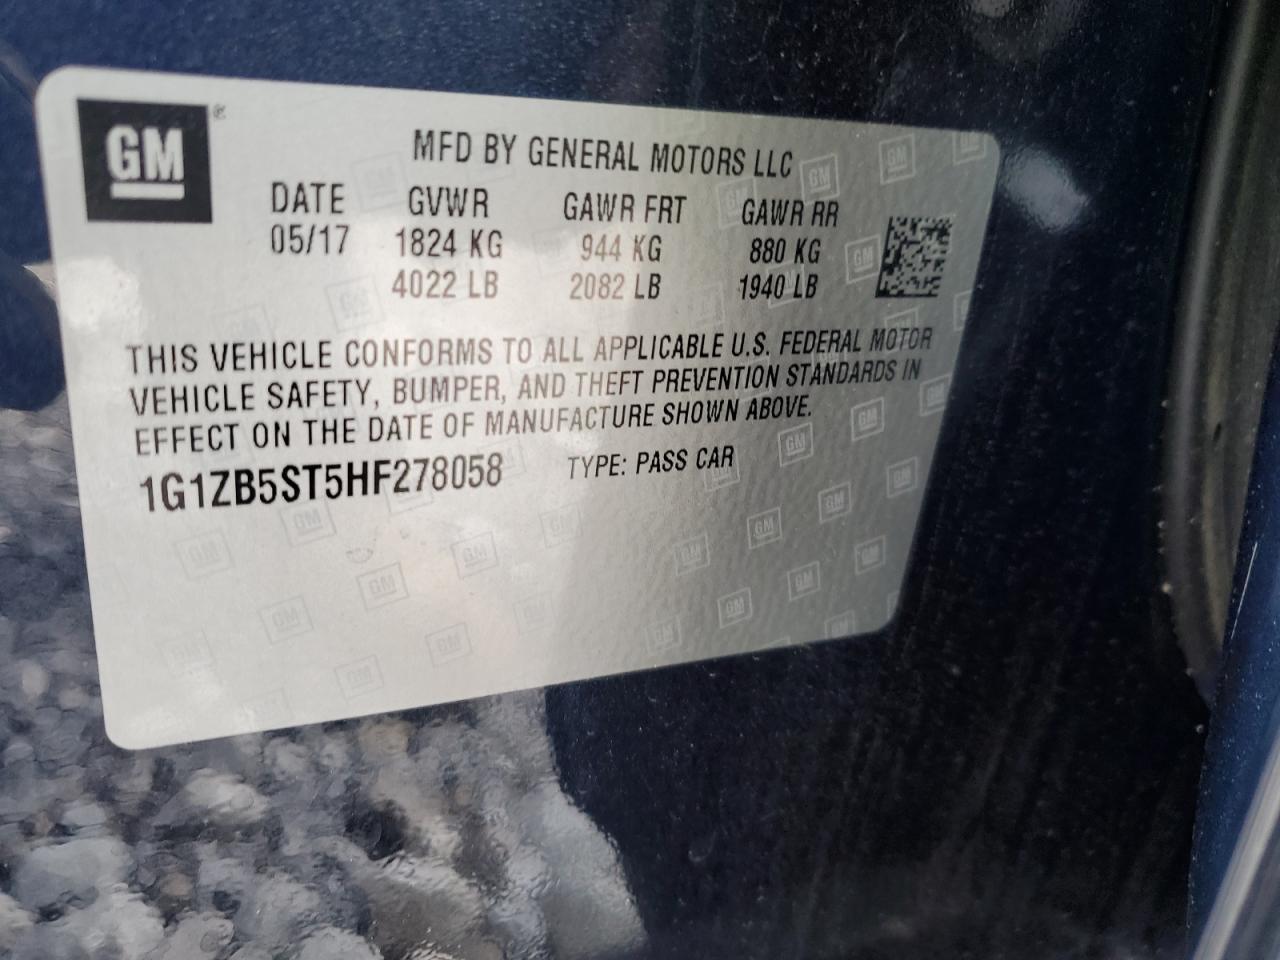 GM
MFD BY GENERAL MOTORS LLC
DATE GVWR GAWR FRT GAWR RR
05/17 1824 KG 944 KG 880 KG
4022 LB 2082 LB 1940 LB
THIS VEHICLE CONFORMS TO ALL APPLICABLE U.S. FEDERAL MOTOR
VEHICLE SAFETY, BUMPER, AND THEFT PREVENTION STANDARDS IN
EFFECT ON THE DATE OF MANUFACTURE SHOWN ABOVE.
1G1ZB5ST5HF278058 TYPE: PASS CAR